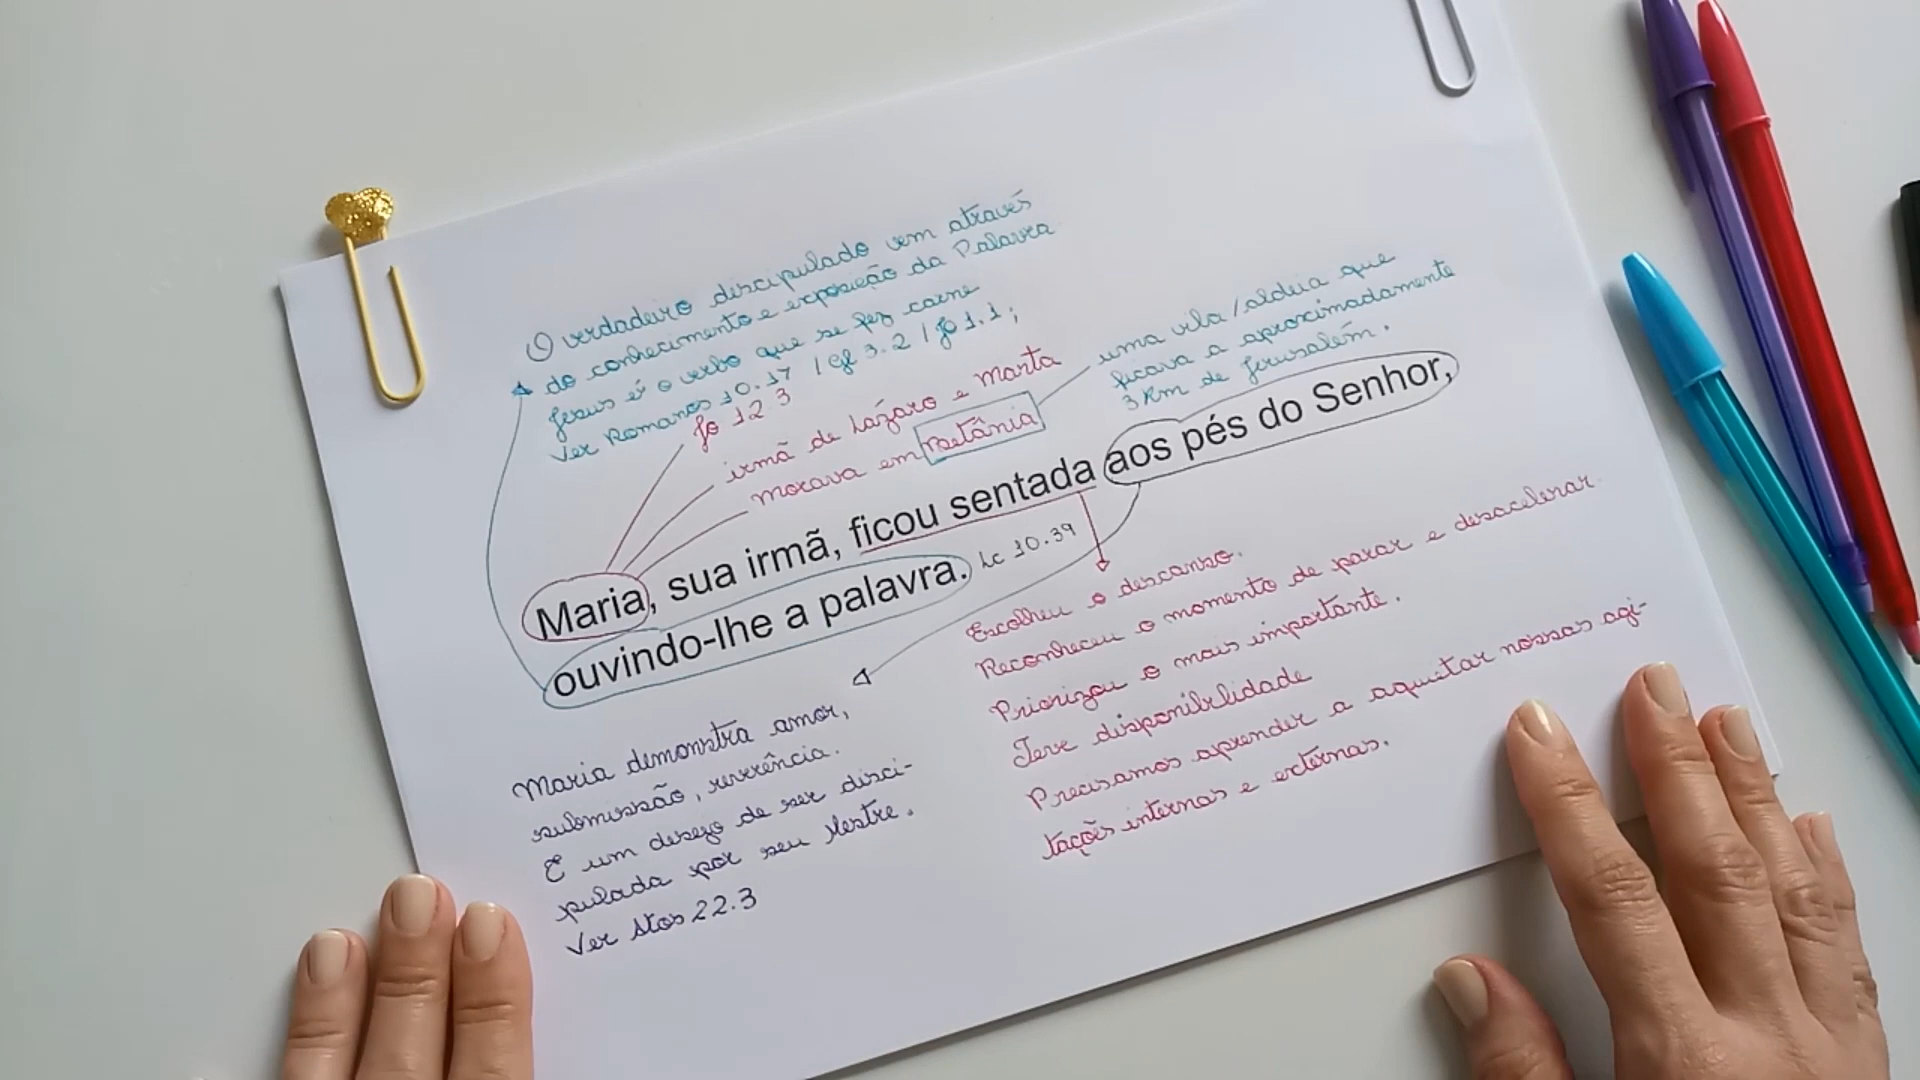 O verdadeiro discipulado vem através
do conhecimento e exposição da Palavra
Jesus é o verbo que se fez carne
Ver Romanos 10.17 / Cl 3.2 / Jo 1.1;
Jo 12 3
irmã de Lázaro e Marta
morava em Betânia
uma vila/aldeia que
ficava a aproximadamente
3 Km de Jerusalém.
Maria, sua irmã, ficou sentada aos pés do Senhor,
ouvindo-lhe a palavra. Lc 10.39
Escolheu o descanso.
Reconheceu o momento de parar e desacelerar
Priorizou o mais importante.
Teve disponibilidade
Precisamos aprender a aquietar nossas agi-
tações internas e externas.
Maria demonstra amor,
submissão, reverência.
E um desejo de ser disci-
pulada por seu Mestre.
Ver Atos 22.3